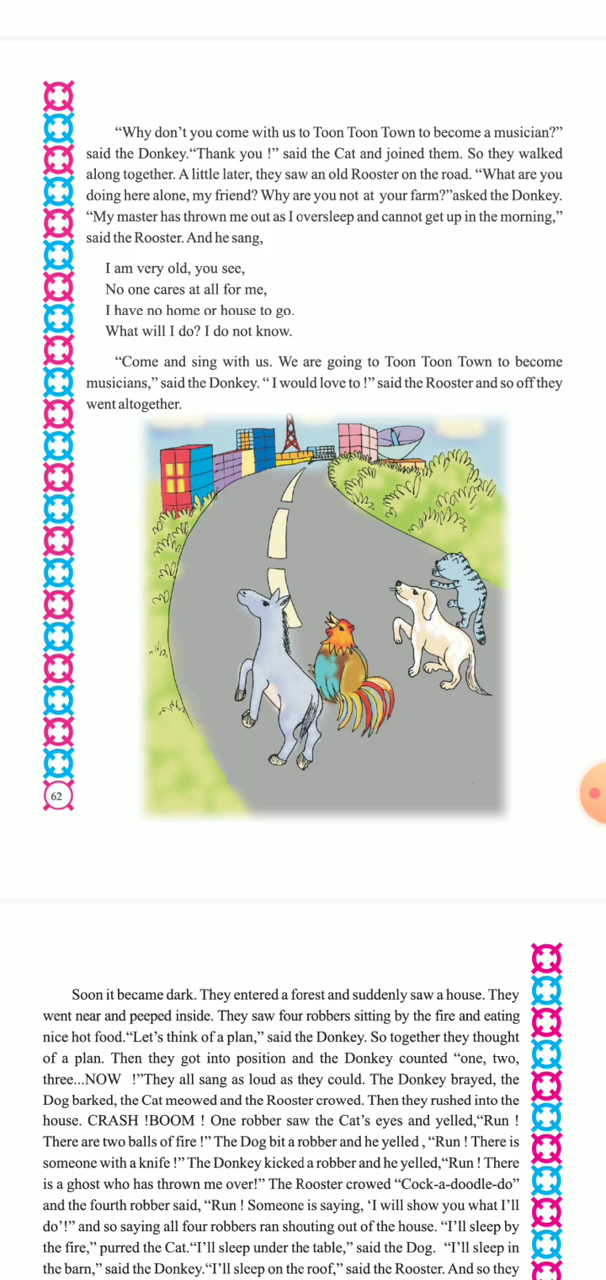 “Why don’t you come with us to Toon Toon Town to become a musician?”
said the Donkey.“Thank you !” said the Cat and joined them. So they walked
along together. A little later, they saw an old Rooster on the road. “What are you
doing here alone, my friend? Why are you not at your farm?”asked the Donkey.
“My master has thrown me out as I oversleep and cannot get up in the morning,”
said the Rooster. And he sang,
I am very old, you see,
No one cares at all for me,
I have no home or house to go.
What will I do? I do not know.
“Come and sing with us. We are going to Toon Toon Town to become
musicians,” said the Donkey. “ I would love to !” said the Rooster and so off they
went altogether.
62
Soon it became dark. They entered a forest and suddenly saw a house. They
went near and peeped inside. They saw four robbers sitting by the fire and eating
nice hot food.“Let’s think of a plan,” said the Donkey. So together they thought
of a plan. Then they got into position and the Donkey counted “one, two,
three...NOW !”They all sang as loud as they could. The Donkey brayed, the
Dog barked, the Cat meowed and the Rooster crowed. Then they rushed into the
house. CRASH !BOOM ! One robber saw the Cat’s eyes and yelled,“Run !
There are two balls of fire !” The Dog bit a robber and he yelled , “Run ! There is
someone with a knife !” The Donkey kicked a robber and he yelled,“Run ! There
is a ghost who has thrown me over!” The Rooster crowed “Cock-a-doodle-do”
and the fourth robber said, “Run ! Someone is saying, ‘I will show you what I’ll
do’!” and so saying all four robbers ran shouting out of the house. “I’ll sleep by
the fire,” purred the Cat.“I’ll sleep under the table,” said the Dog. “I’ll sleep in
the barn,” said the Donkey.“I’ll sleep on the roof,” said the Rooster. And so they